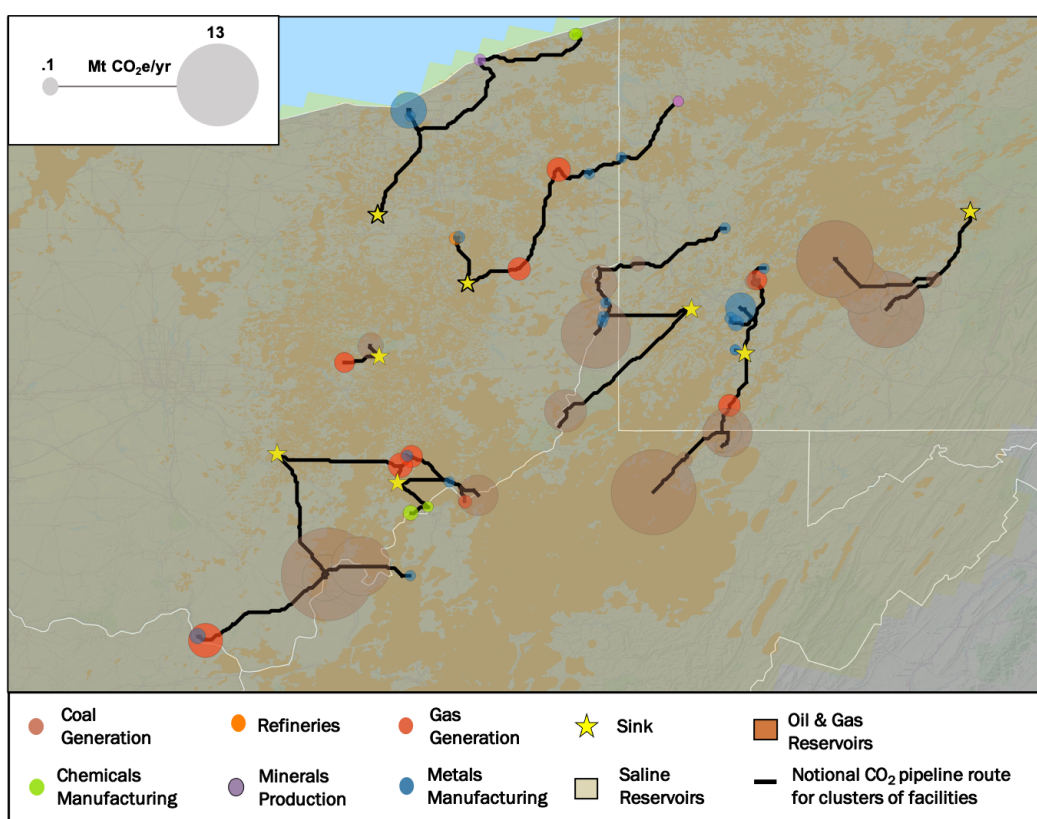 13
.1
Mt CO₂e/yr
Coal
Generation
Refineries
Gas
Generation
Sink
Oil & Gas
Reservoirs
Chemicals
Manufacturing
Minerals
Production
Metals
Manufacturing
Saline
Reservoirs
Notional CO₂ pipeline route
for clusters of facilities